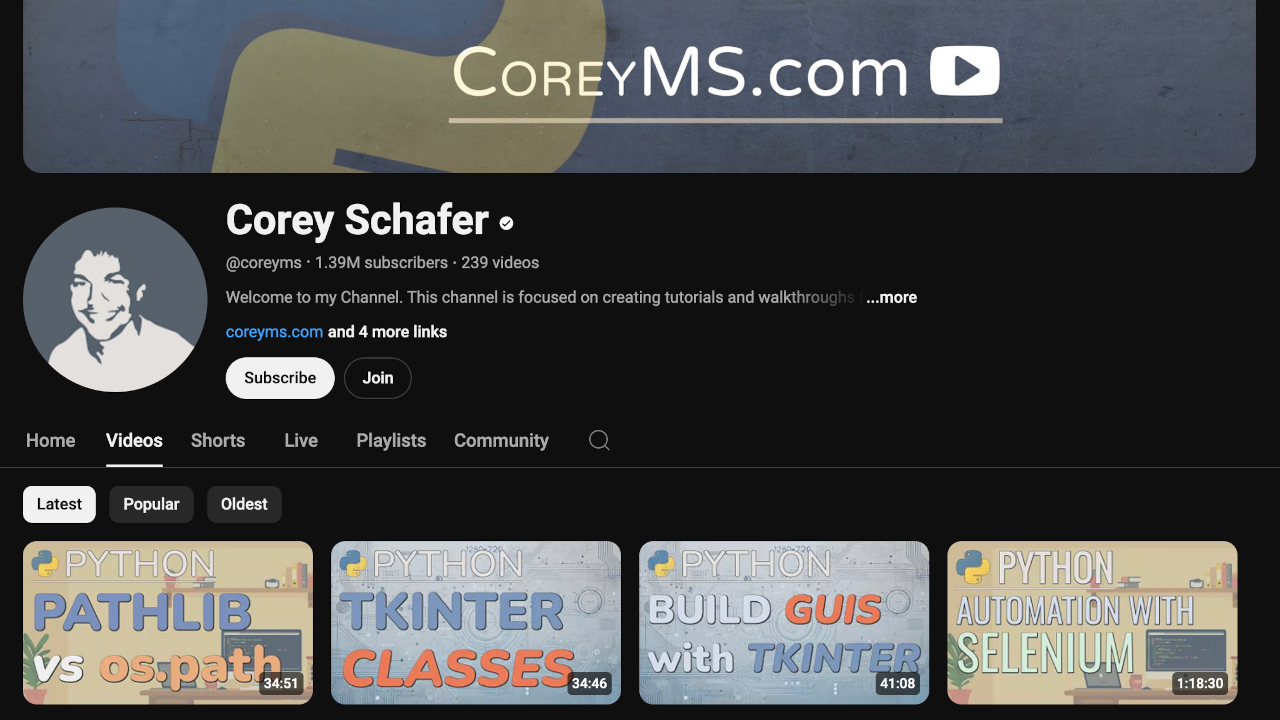 COREYMS.com
Corey Schafer
@coreyms · 1.39M subscribers · 239 videos
Welcome to my Channel. This channel is focused on creating tutorials and walkthroughs ...more
coreyms.com and 4 more links
Subscribe
Join
Home
Videos
Shorts
Live
Playlists
Community
Latest
Popular
Oldest
PYTHON
PATHLIB
vs os.path
34:51
1280x720
PYTHON
TKINTER
CLASSES
34:46
1280x720
PYTHON
BUILD GUIS
with TKINTER
41:08
PYTHON
AUTOMATION WITH
SELENIUM
1:18:30